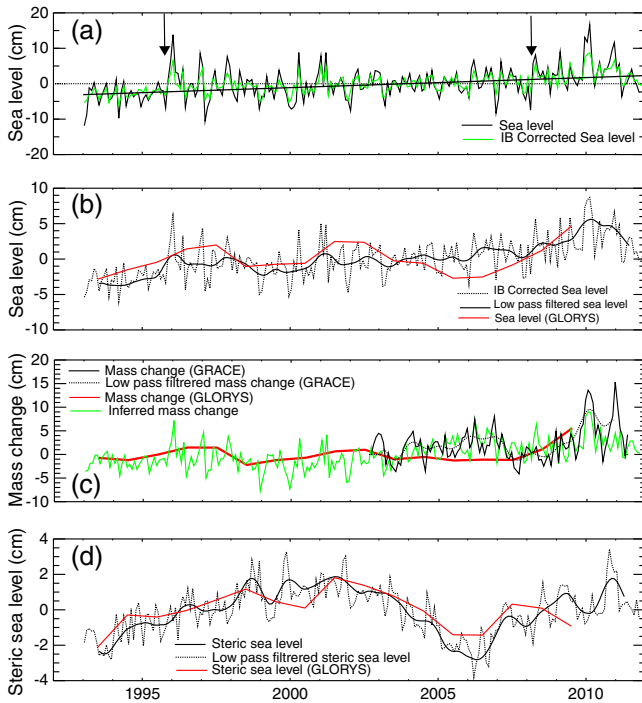 (a)
Sea level (cm)
20
10
0
-10
-20
Sea level
IB Corrected Sea level
(b)
Sea level (cm)
10
5
0
-5
-10
IB Corrected Sea level
Low pass filtered sea level
Sea level (GLORYS)
(c)
Mass change (cm)
20
15
10
5
0
-5
-10
Mass change (GRACE)
Low pass filtrered mass change (GRACE)
Mass change (GLORYS)
Inferred mass change
(d)
Steric sea level (cm)
4
2
0
-2
-4
Steric sea level
Low pass filtrered steric sea level
Steric sea level (GLORYS)
1995 2000 2005 2010